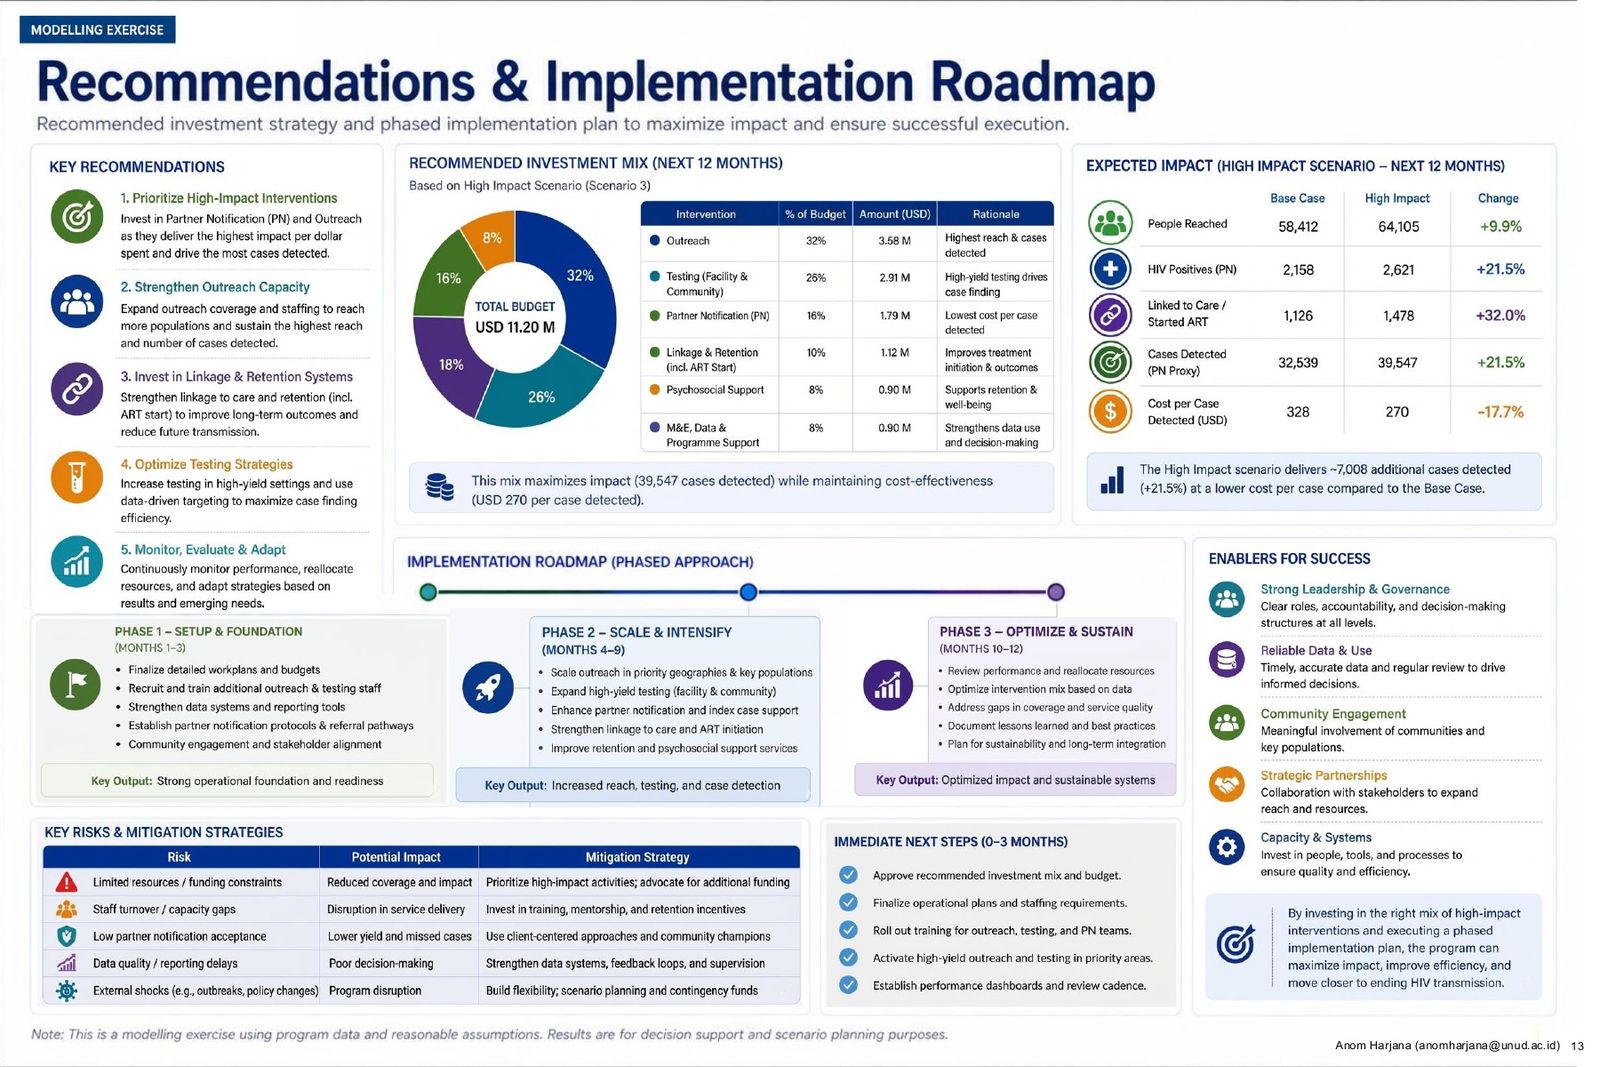 MODELLING EXERCISE
Recommendations & Implementation Roadmap
Recommended investment strategy and phased implementation plan to maximize impact and ensure successful execution.
KEY RECOMMENDATIONS
1. Prioritize High-Impact Interventions
Invest in Partner Notification (PN) and Outreach
as they deliver the highest impact per dollar
spent and drive the most cases detected.
2. Strengthen Outreach Capacity
Expand outreach coverage and staffing to reach
more populations and sustain the highest reach
and number of cases detected.
3. Invest in Linkage & Retention Systems
Strengthen linkage to care and retention (incl.
ART start) to improve long-term outcomes and
reduce future transmission.
4. Optimize Testing Strategies
Increase testing in high-yield settings and use
data-driven targeting to maximize case finding
efficiency.
5. Monitor, Evaluate & Adapt
Continuously monitor performance, reallocate
resources, and adapt strategies based on
results and emerging needs.
RECOMMENDED INVESTMENT MIX (NEXT 12 MONTHS)
Based on High Impact Scenario (Scenario 3)
8%
32%
16%
TOTAL BUDGET
USD 11.20 M
18%
26%
Intervention % of Budget Amount (USD) Rationale
Outreach 32% 3.58 M Highest reach & cases
detected
Testing (Facility & 26% 2.91 M High-yield testing drives
Community) case finding
Partner Notification (PN) 16% 1.79 M Lowest cost per case
detected
Linkage & Retention 10% 1.12 M Improves treatment
(incl. ART Start) initiation & outcomes
Psychosocial Support 8% 0.90 M Supports retention &
well-being
M&E, Data & 8% 0.90 M Strengthens data use
Programme Support and decision-making
This mix maximizes impact (39,547 cases detected) while maintaining cost-effectiveness
(USD 270 per case detected).
EXPECTED IMPACT (HIGH IMPACT SCENARIO – NEXT 12 MONTHS)
Base Case High Impact Change
People Reached 58,412 64,105 +9.9%
HIV Positives (PN) 2,158 2,621 +21.5%
Linked to Care / 1,126 1,478 +32.0%
Started ART
Cases Detected 32,539 39,547 +21.5%
(PN Proxy)
Cost per Case 328 270 -17.7%
Detected (USD)
The High Impact scenario delivers ~7,008 additional cases detected
(+21.5%) at a lower cost per case compared to the Base Case.
IMPLEMENTATION ROADMAP (PHASED APPROACH)
PHASE 1 – SETUP & FOUNDATION
(MONTHS 1–3)
• Finalize detailed workplans and budgets
• Recruit and train additional outreach & testing staff
• Strengthen data systems and reporting tools
• Establish partner notification protocols & referral pathways
• Community engagement and stakeholder alignment
Key Output: Strong operational foundation and readiness
PHASE 2 – SCALE & INTENSIFY
(MONTHS 4–9)
• Scale outreach in priority geographies & key populations
• Expand high-yield testing (facility & community)
• Enhance partner notification and index case support
• Strengthen linkage to care and ART initiation
• Improve retention and psychosocial support services
Key Output: Increased reach, testing, and case detection
PHASE 3 – OPTIMIZE & SUSTAIN
(MONTHS 10–12)
• Review performance and reallocate resources
• Optimize intervention mix based on data
• Address gaps in coverage and service quality
• Document lessons learned and best practices
• Plan for sustainability and long-term integration
Key Output: Optimized impact and sustainable systems
ENABLERS FOR SUCCESS
Strong Leadership & Governance
Clear roles, accountability, and decision-making
structures at all levels.
Reliable Data & Use
Timely, accurate data and regular review to drive
informed decisions.
Community Engagement
Meaningful involvement of communities and
key populations.
Strategic Partnerships
Collaboration with stakeholders to expand
reach and resources.
Capacity & Systems
Invest in people, tools, and processes to
ensure quality and efficiency.
By investing in the right mix of high-impact
interventions and executing a phased
implementation plan, the program can
maximize impact, improve efficiency, and
move closer to ending HIV transmission.
KEY RISKS & MITIGATION STRATEGIES
Risk Potential Impact Mitigation Strategy
Limited resources / funding constraints Reduced coverage and impact Prioritize high-impact activities; advocate for additional funding
Staff turnover / capacity gaps Disruption in service delivery Invest in training, mentorship, and retention incentives
Low partner notification acceptance Lower yield and missed cases Use client-centered approaches and community champions
Data quality / reporting delays Poor decision-making Strengthen data systems, feedback loops, and supervision
External shocks (e.g., outbreaks, policy changes) Program disruption Build flexibility; scenario planning and contingency funds
IMMEDIATE NEXT STEPS (0–3 MONTHS)
Approve recommended investment mix and budget.
Finalize operational plans and staffing requirements.
Roll out training for outreach, testing, and PN teams.
Activate high-yield outreach and testing in priority areas.
Establish performance dashboards and review cadence.
Note: This is a modelling exercise using program data and reasonable assumptions. Results are for decision support and scenario planning purposes.
Anom Harjana (anomharjana@unud.ac.id) 13